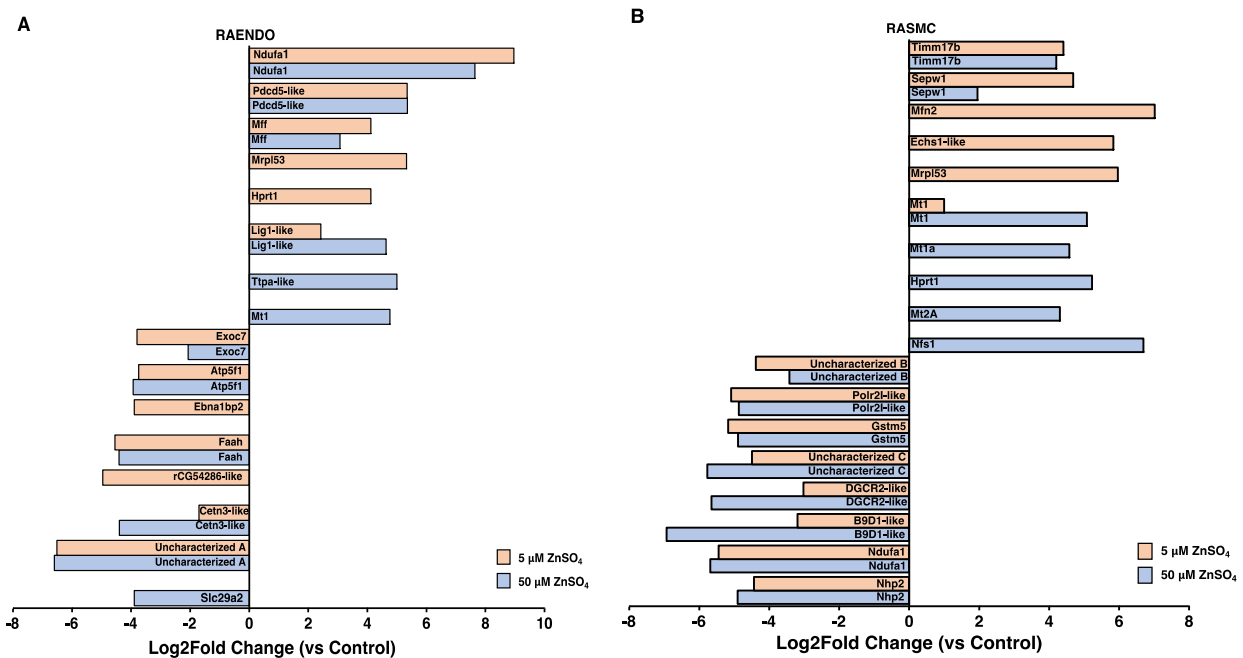 A
RAENDO
Ndufa1
Ndufa1
Pdcd5-like
Pdcd5-like
Mff
Mff
Mrpl53
Hprt1
Lig1-like
Lig1-like
Ttpa-like
Mt1
Exoc7
Exoc7
Atp5f1
Atp5f1
Ebna1bp2
Faah
Faah
rCG54286-like
Cetn3-like
Cetn3-like
Uncharacterized A
Uncharacterized A
Slc29a2
5 µM ZnSO₄
50 µM ZnSO₄
-8 -6 -4 -2 0 2 4 6 8 10
Log2Fold Change (vs Control)
B
RASMC
Timm17b
Timm17b
Sepw1
Sepw1
Mfn2
Echs1-like
Mrpl53
Mt1
Mt1
Mt1a
Hprt1
Mt2A
Nfs1
Uncharacterized B
Uncharacterized B
Polr2l-like
Polr2l-like
Gstm5
Gstm5
Uncharacterized C
Uncharacterized C
DGCR2-like
DGCR2-like
B9D1-like
B9D1-like
Ndufa1
Ndufa1
Nhp2
Nhp2
5 µM ZnSO₄
50 µM ZnSO₄
-8 -6 -4 -2 0 2 4 6 8
Log2Fold Change (vs Control)